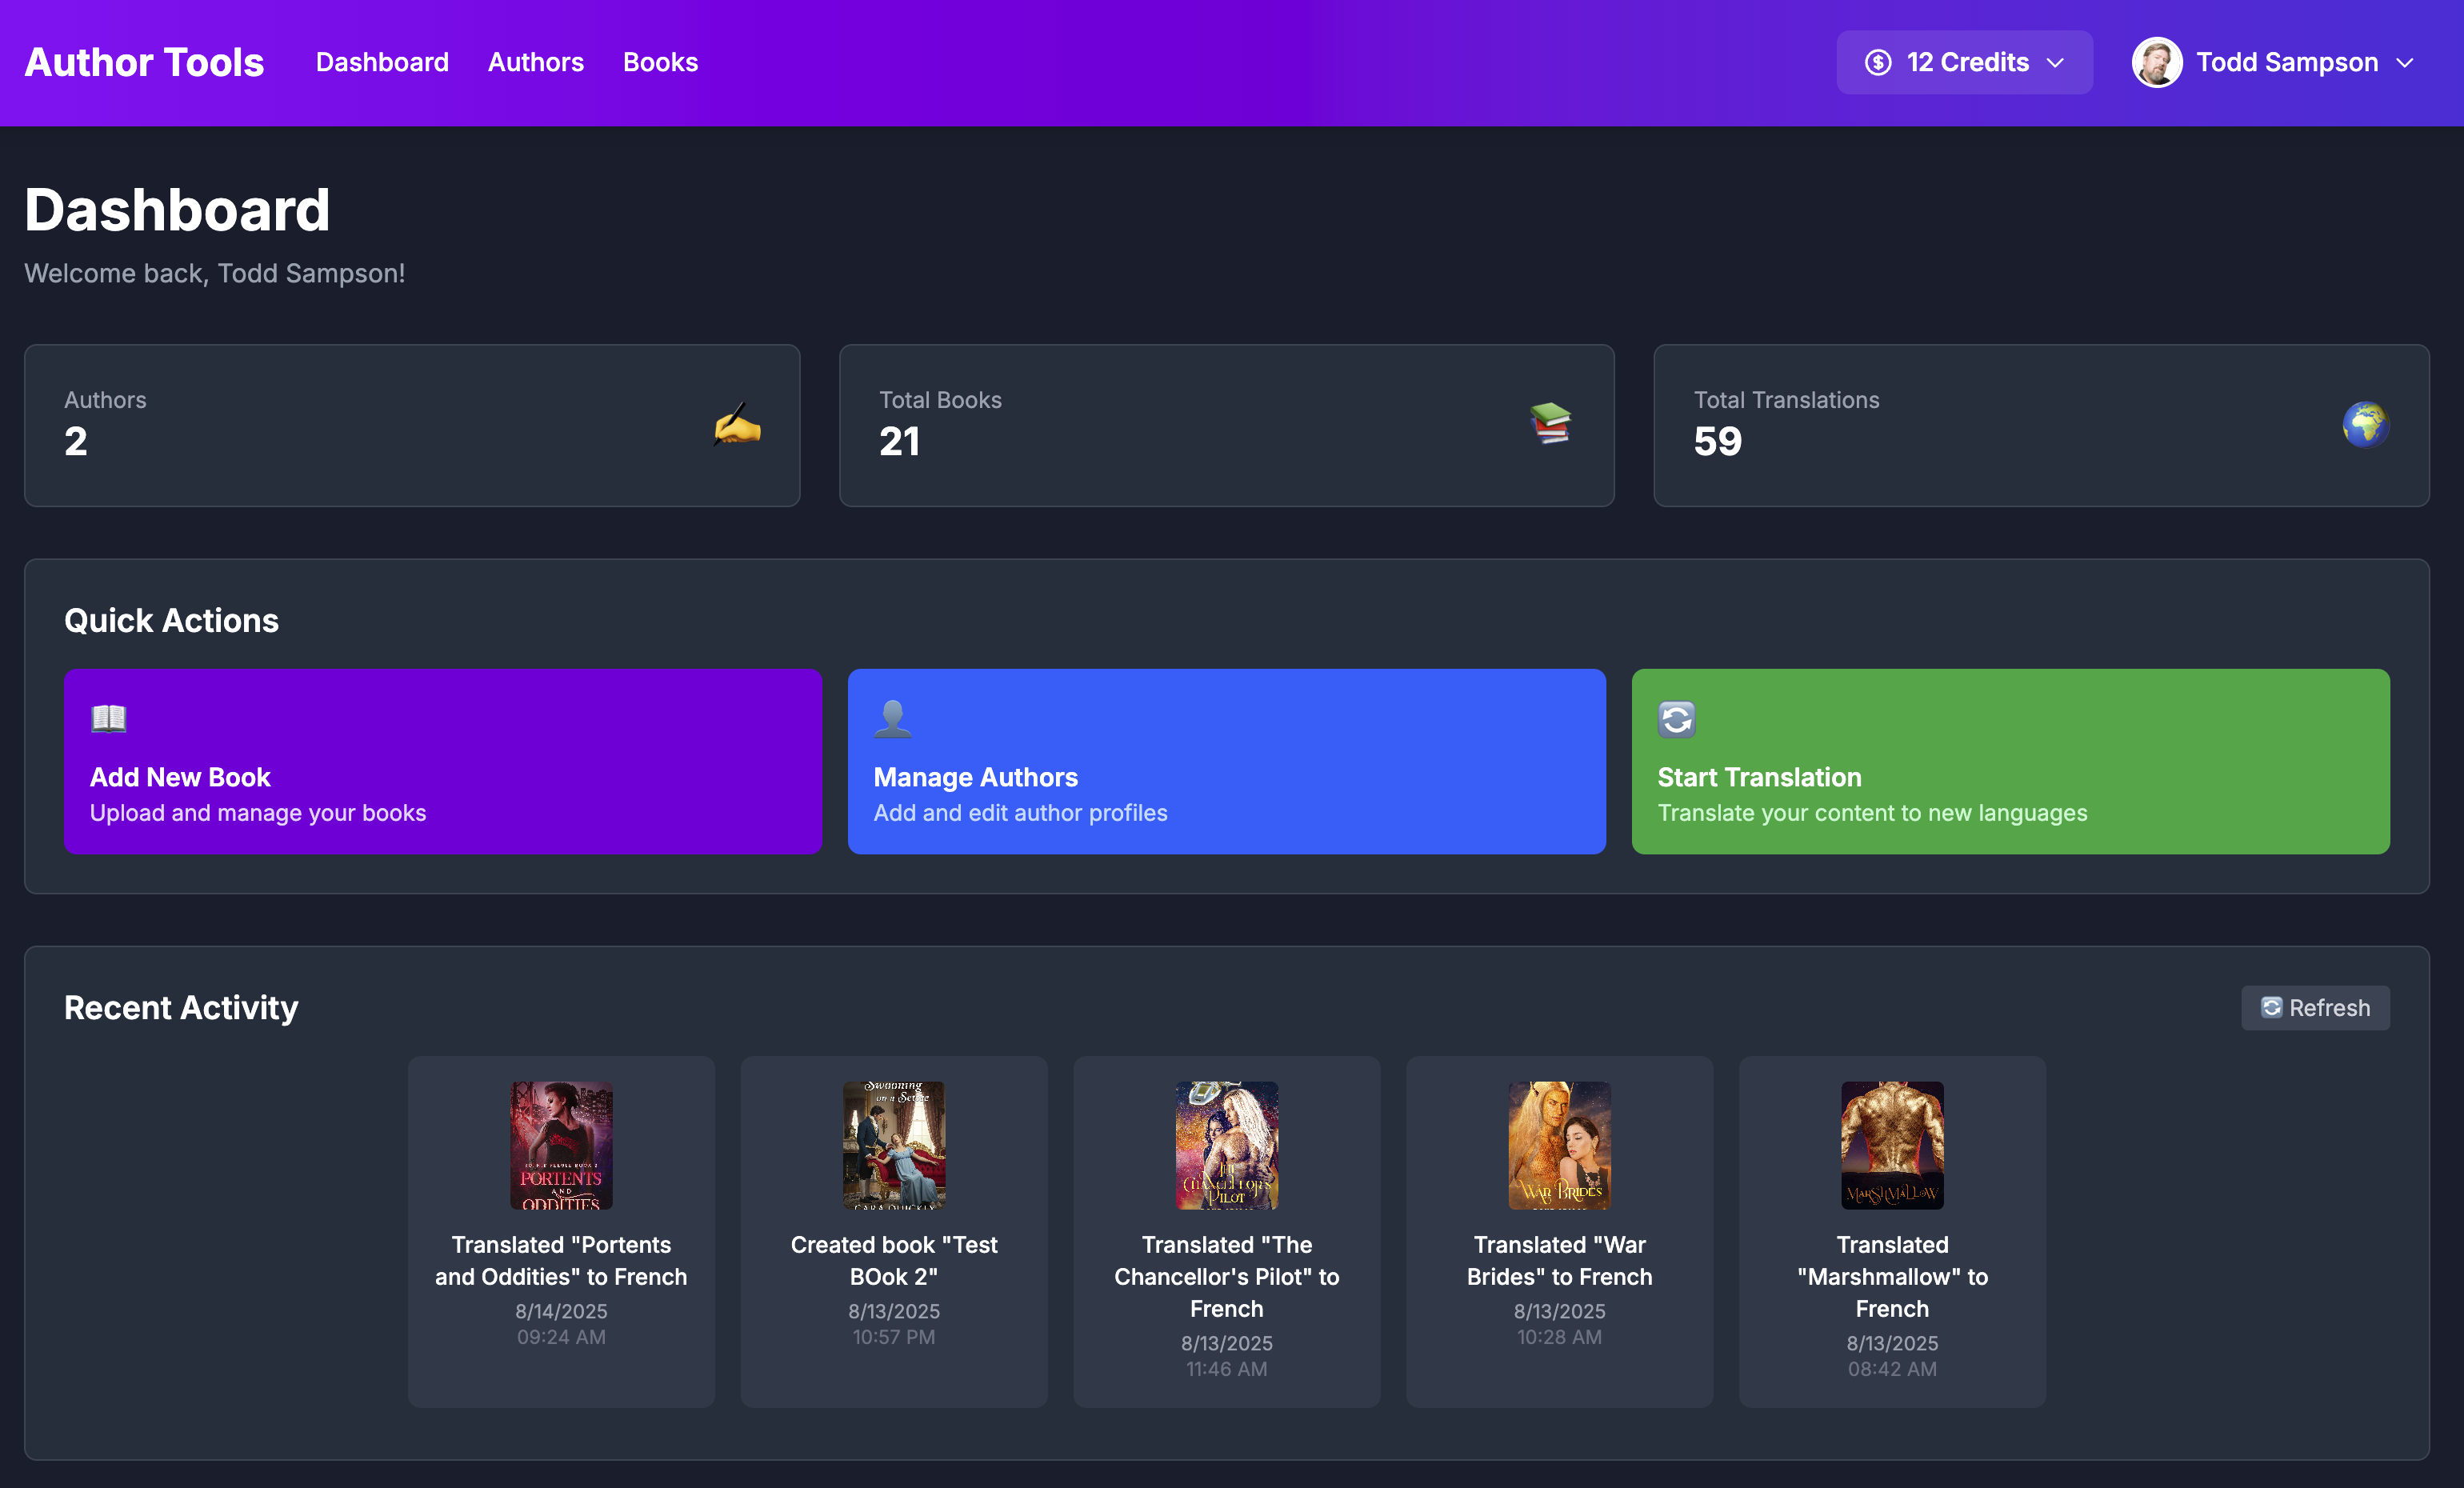 Author Tools Dashboard Authors Books 12 Credits Todd Sampson
Dashboard
Welcome back, Todd Sampson!
Authors
2
Total Books
21
Total Translations
59
Quick Actions
Add New Book
Upload and manage your books
Manage Authors
Add and edit author profiles
Start Translation
Translate your content to new languages
Recent Activity
Refresh
PORTENTS
AND
ODDITIES
Translated "Portents
and Oddities" to French
8/14/2025
09:24 AM
Swooning
on a Settee
Created book "Test
BOok 2"
8/13/2025
10:57 PM
THE
CHANCELLOR'S
PILOT
Translated "The
Chancellor's Pilot" to
French
8/13/2025
11:46 AM
WAR BRIDES
Translated "War
Brides" to French
8/13/2025
10:28 AM
MARSHMALLOW
Translated
"Marshmallow" to
French
8/13/2025
08:42 AM